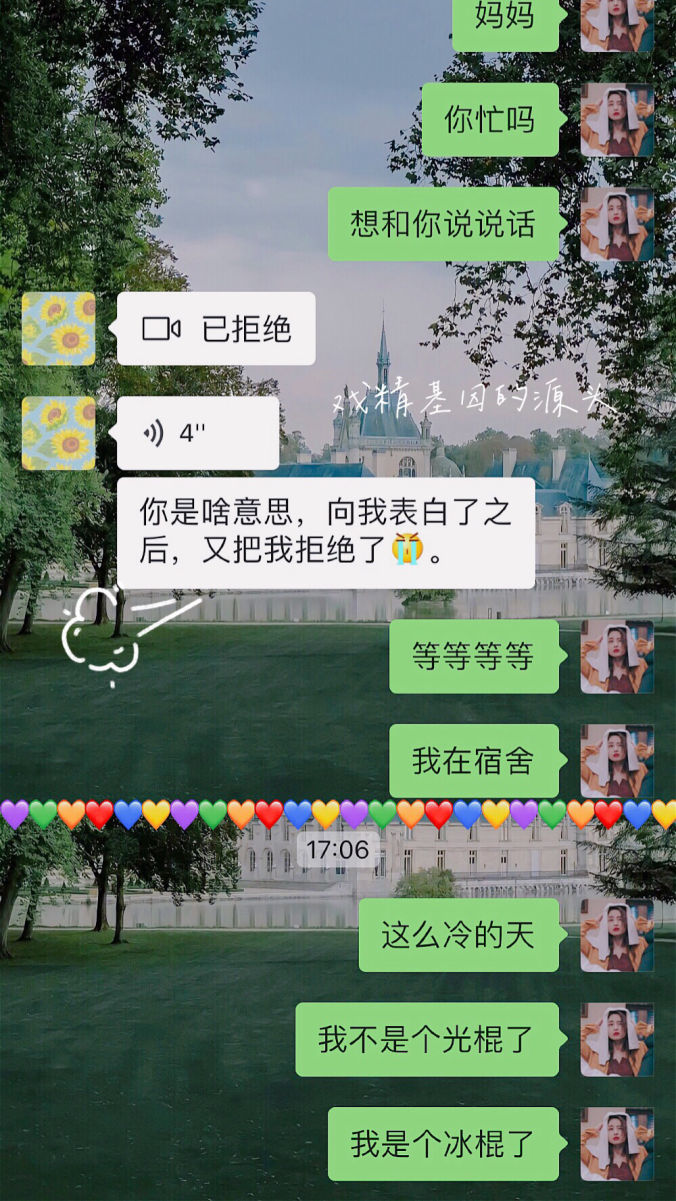 妈妈
你忙吗
想和你说说话
已拒绝
戏精基因的源头
4''
你是啥意思，向我表白了之
后，又把我拒绝了😭。
等等等等
我在宿舍
17:06
这么冷的天
我不是个光棍了
我是个冰棍了